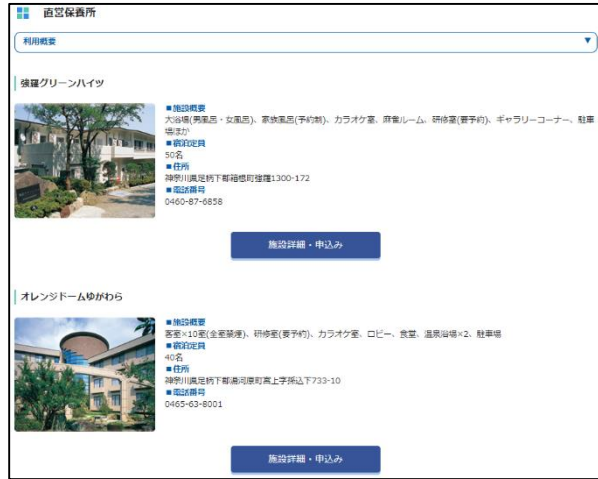 直営保養所
利用概要
強羅グリーンハイツ
■施設概要
大浴場(男風呂・女風呂)、家族風呂(予約制)、カラオケ室、麻雀ルーム、研修室(要予約)、ギャラリーコーナー、駐車
場ほか
■宿泊定員
50名
■住所
神奈川県足柄下郡箱根町強羅1300-172
■電話番号
0460-87-6858
施設詳細・申込み
オレンジドームゆがわら
■施設概要
客室×10室(全室禁煙)、研修室(要予約)、カラオケ室、ロビー、食堂、温泉浴場×2、駐車場
■宿泊定員
40名
■住所
神奈川県足柄下郡湯河原町宮上字孫込下733-10
■電話番号
0465-63-8001
施設詳細・申込み